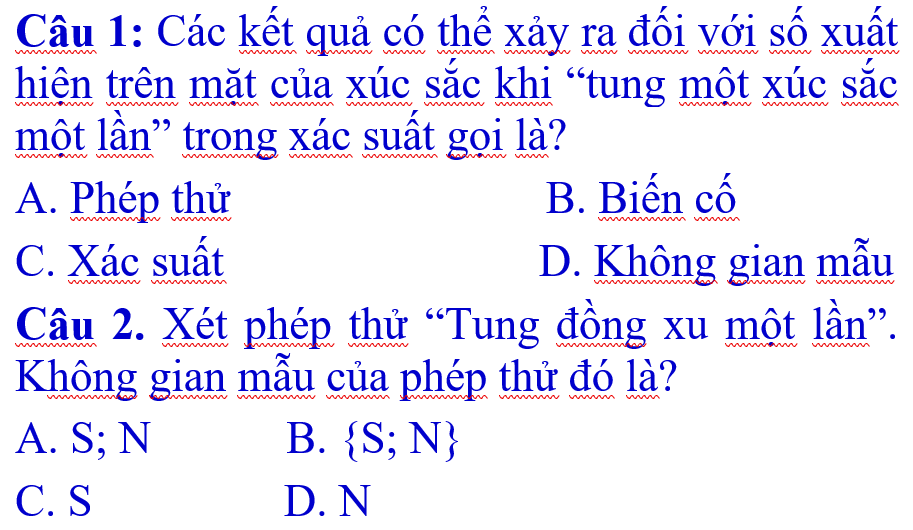 Câu 1: Các kết quả có thể xảy ra đối với số xuất
hiện trên mặt của xúc sắc khi “tung một xúc sắc
một lần” trong xác suất gọi là?
A. Phép thử B. Biến cố
C. Xác suất D. Không gian mẫu
Câu 2. Xét phép thử “Tung đồng xu một lần”.
Không gian mẫu của phép thử đó là?
A. S; N B. {S; N}
C. S D. N